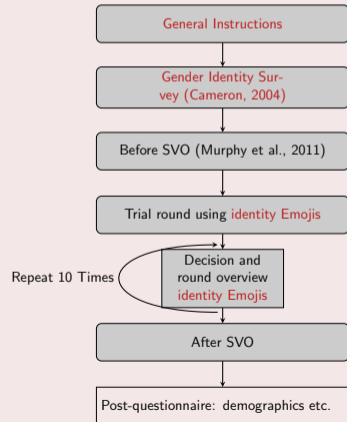 General Instructions
Gender Identity Sur-
vey (Cameron, 2004)
Before SVO (Murphy et al., 2011)
Trial round using identity Emojis
Repeat 10 Times
Decision and
round overview
identity Emojis
After SVO
Post-questionnaire: demographics etc.